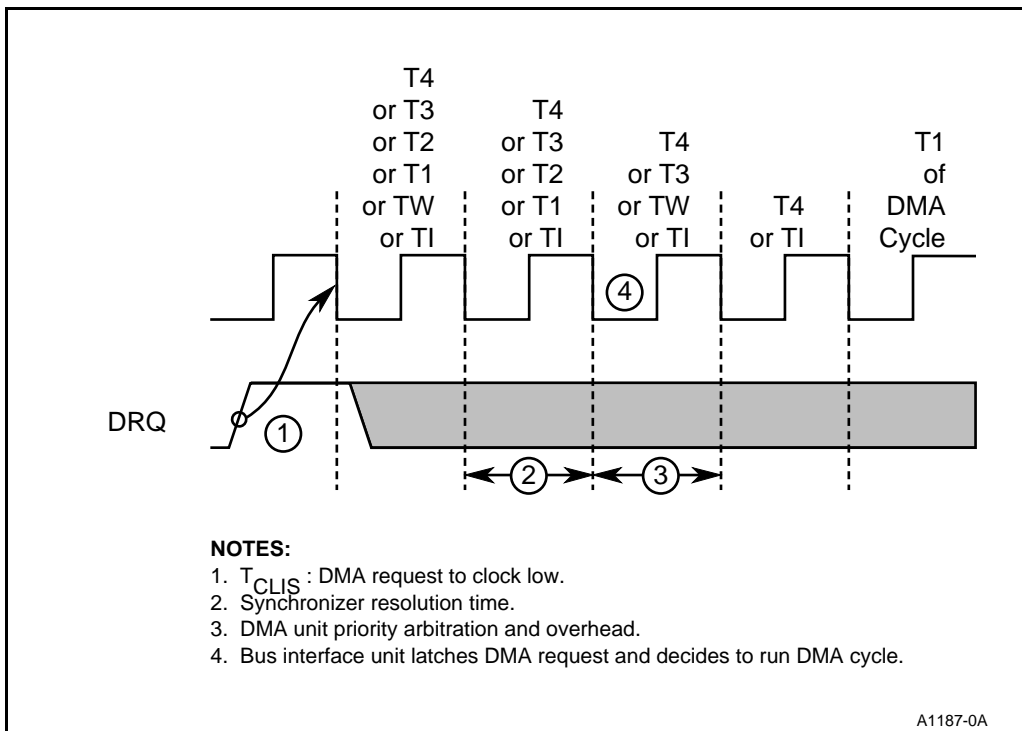 T4
or T3
or T2
or T1
or TW
or TI
T4
or T3
or T2
or T1
or TI
T4
or T3
or TW
or TI
T4
or TI
T1
of
DMA
Cycle
4
DRQ
1
2
3
NOTES:
1. TCLIS : DMA request to clock low.
2. Synchronizer resolution time.
3. DMA unit priority arbitration and overhead.
4. Bus interface unit latches DMA request and decides to run DMA cycle.
A1187-0A